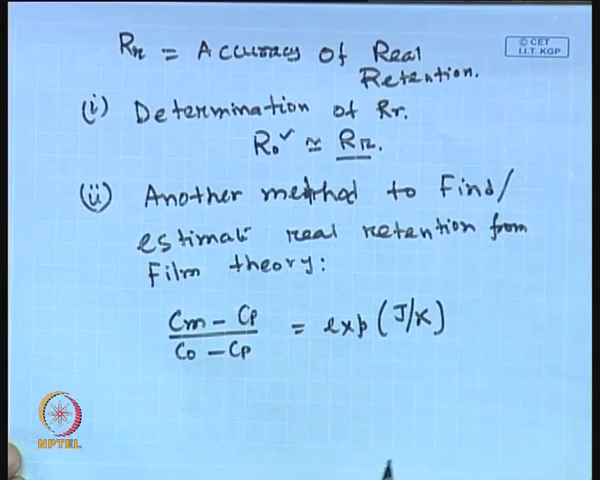 Rr = Accuracy of Real
Retention.
© CET
I.I.T. KGP
(i) Determination of Rr.
Ro ✓ ≅ Rr.
(ii) Another method to Find/
estimate real retention from
Film theory:
Cm - Cp / Co - Cp = exp (J/K)
NPTEL